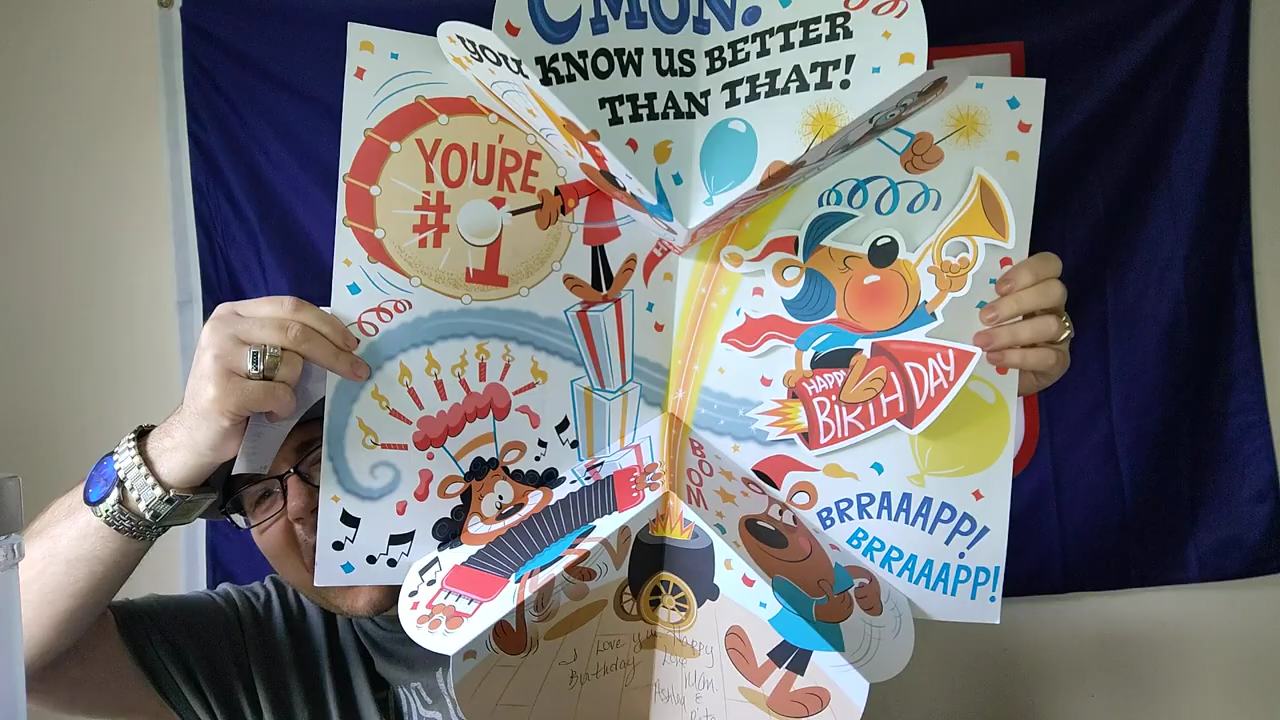 C'MON!
YOU KNOW US BETTER
THAN THAT!
YOU'RE
# 1
HAPPY
BIRTHDAY
BOOM
BRRAAAPP!
BRRAAAPP!
I Love you Happy
Birthday Love
Mom
Ashley &